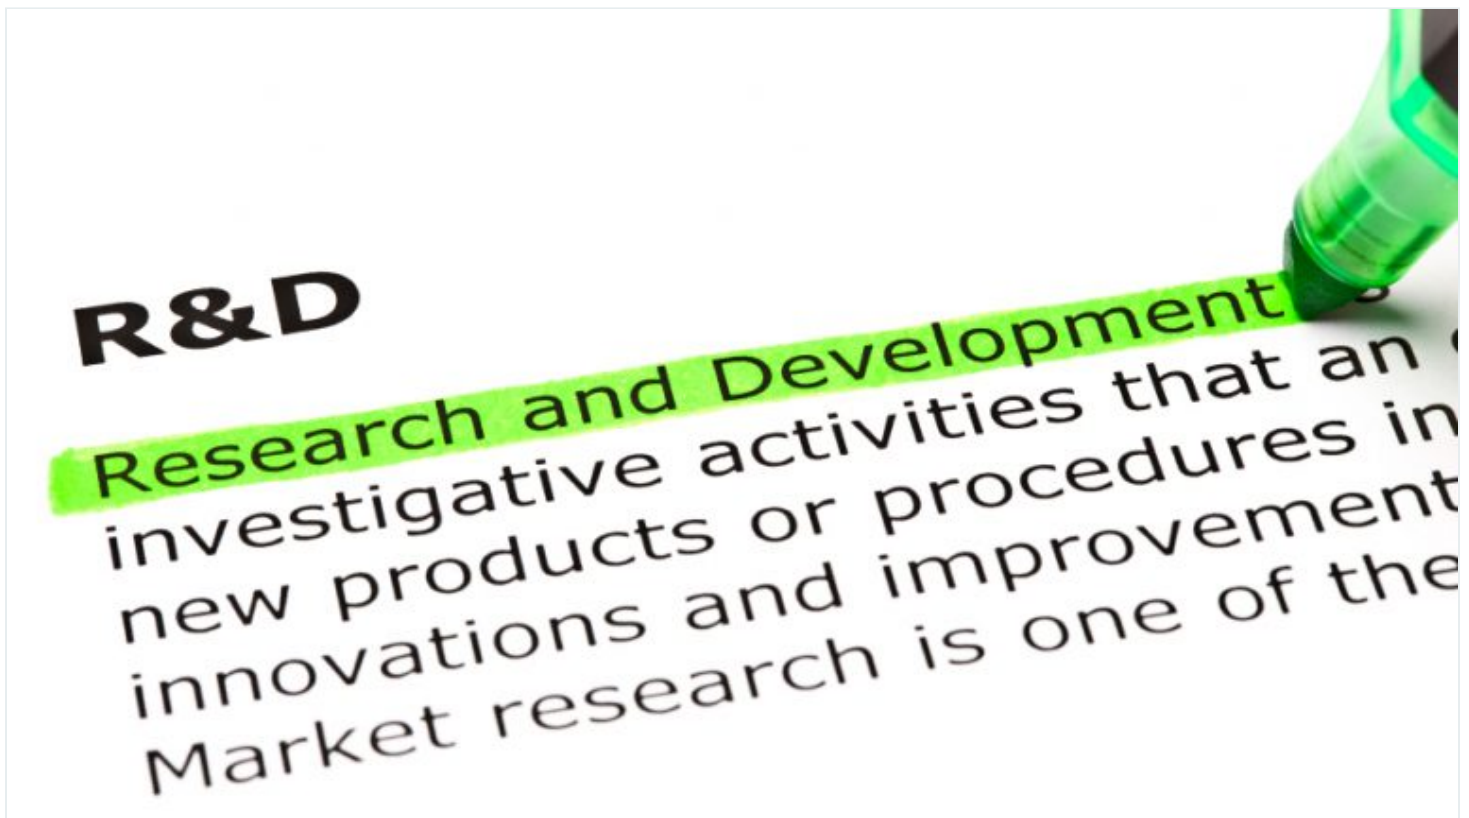 R&D
Research and Development
investigative activities that an
new products or procedures in
innovations and improvement
Market research is one of the